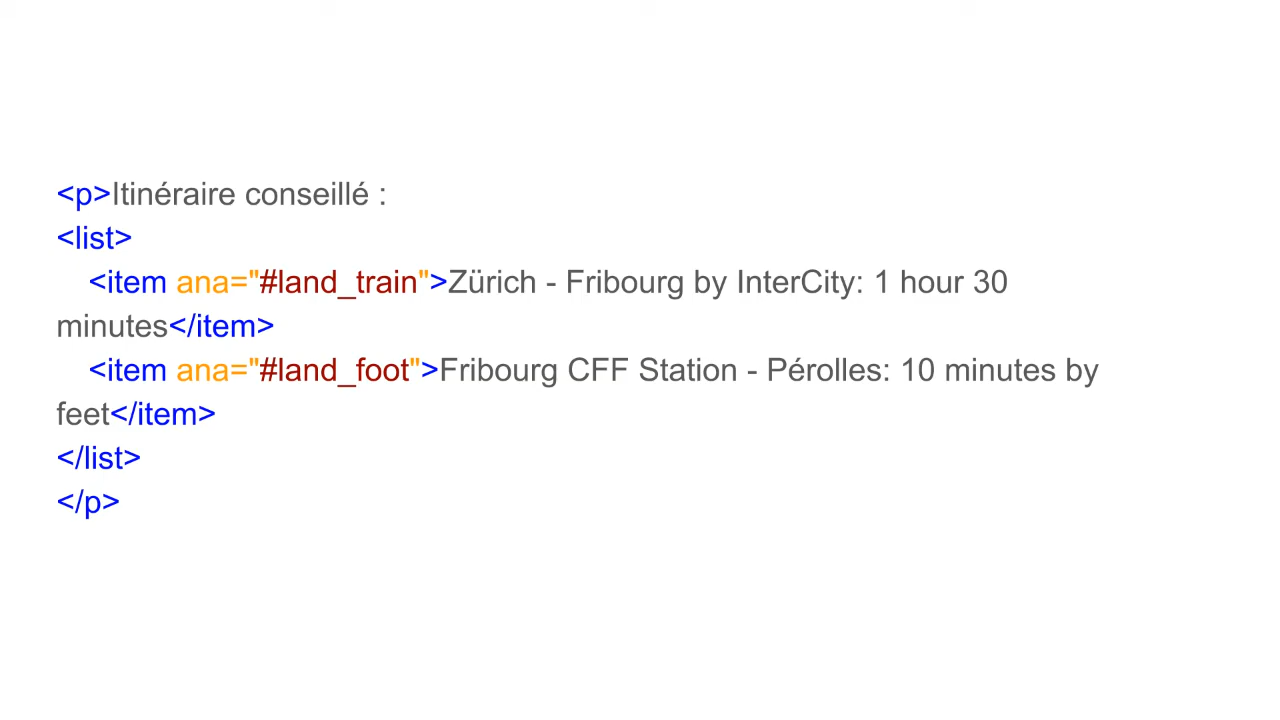 <p>Itinéraire conseillé :
<list>
<item ana="#land_train">Zürich - Fribourg by InterCity: 1 hour 30
minutes</item>
<item ana="#land_foot">Fribourg CFF Station - Pérolles: 10 minutes by
feet</item>
</list>
</p>